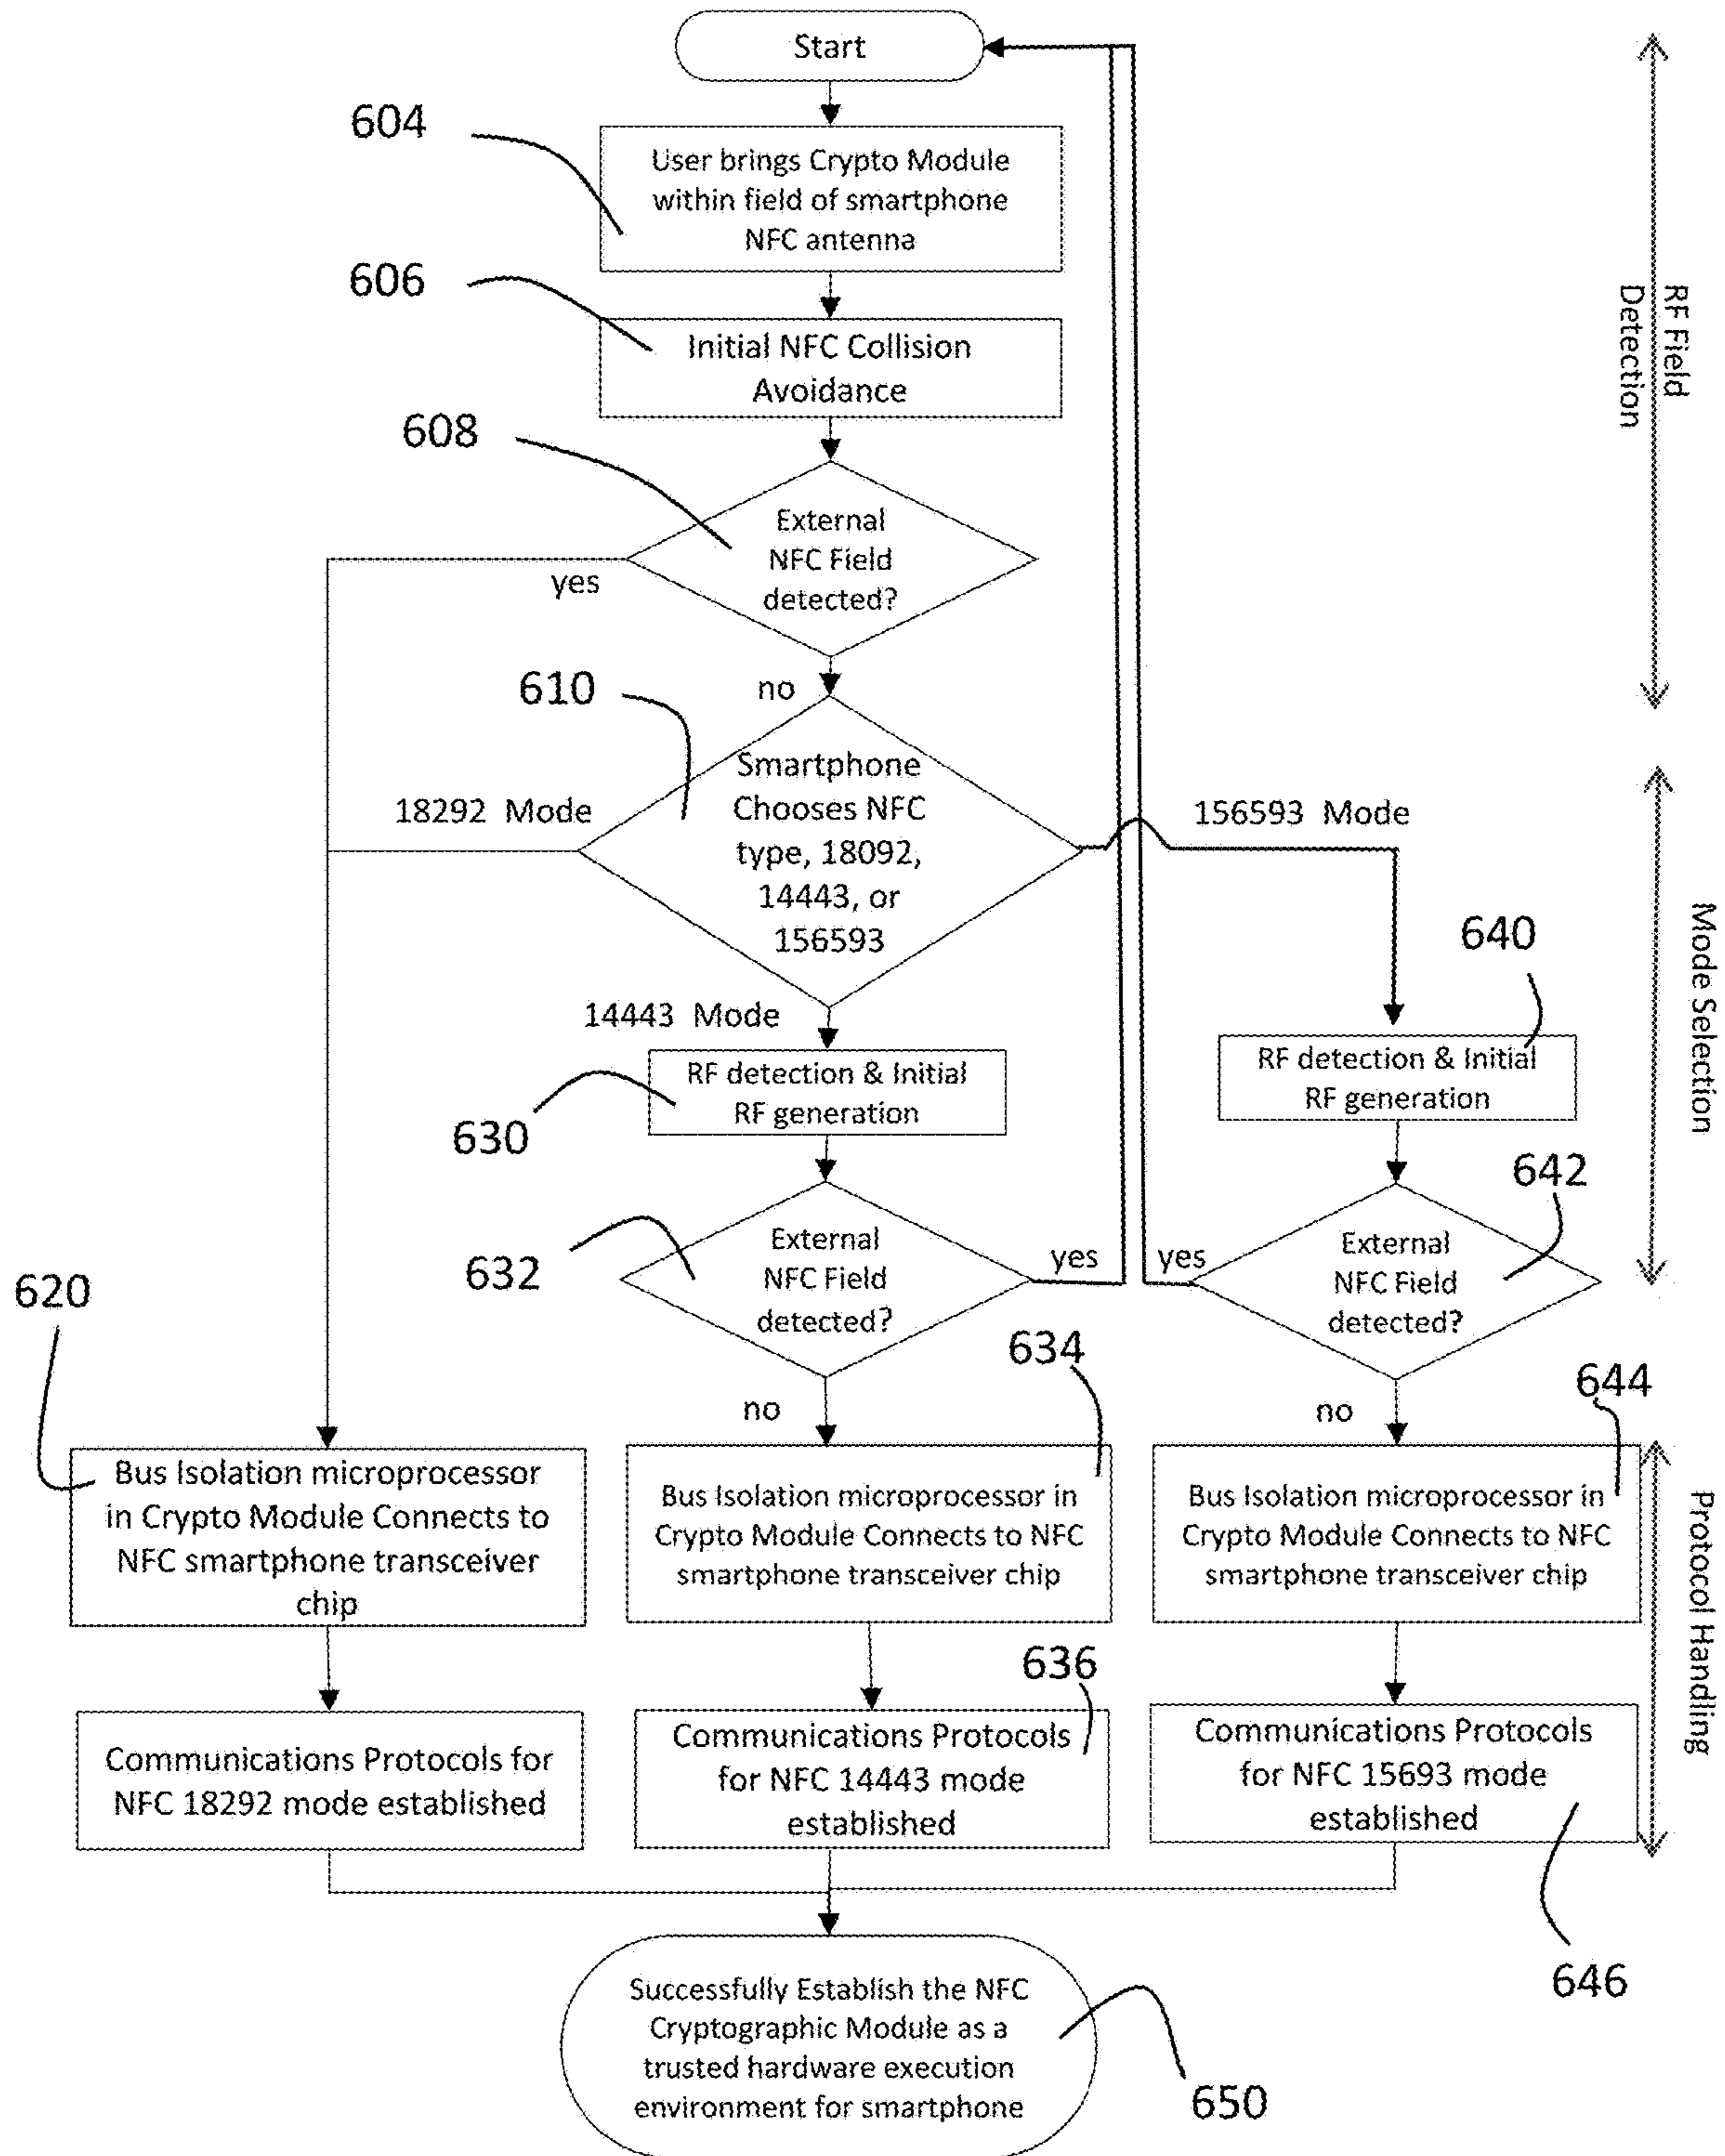 Start
604
User brings Crypto Module
within field of smartphone
NFC antenna
606
Initial NFC Collision
Avoidance
RF Field
Detection
608
External
NFC Field
detected?
yes
no
610
Smartphone
Chooses NFC
type, 18092,
14443, or
156593
18292 Mode
156593 Mode
14443 Mode
Mode Selection
640
RF detection & Initial
RF generation
630
RF detection & Initial
RF generation
642
632
External
NFC Field
detected?
yes
yes
External
NFC Field
detected?
620
634
644
no
no
Bus Isolation microprocessor
in Crypto Module Connects to
NFC smartphone transceiver
chip
Bus Isolation microprocessor in
Crypto Module Connects to NFC
smartphone transceiver chip
Bus Isolation microprocessor in
Crypto Module Connects to NFC
smartphone transceiver chip
Protocol Handling
636
Communications Protocols for
NFC 18292 mode established
Communications Protocols
for NFC 14443 mode
established
Communications Protocols
for NFC 15693 mode
established
646
Successfully Establish the NFC
Cryptographic Module as a
trusted hardware execution
environment for smartphone
650